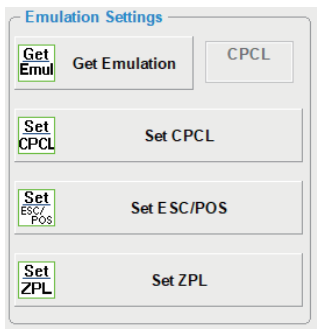 Emulation Settings
Get
Emul
Get Emulation
CPCL
Set
CPCL
Set CPCL
Set
ESC/
POS
Set ESC/POS
Set
ZPL
Set ZPL